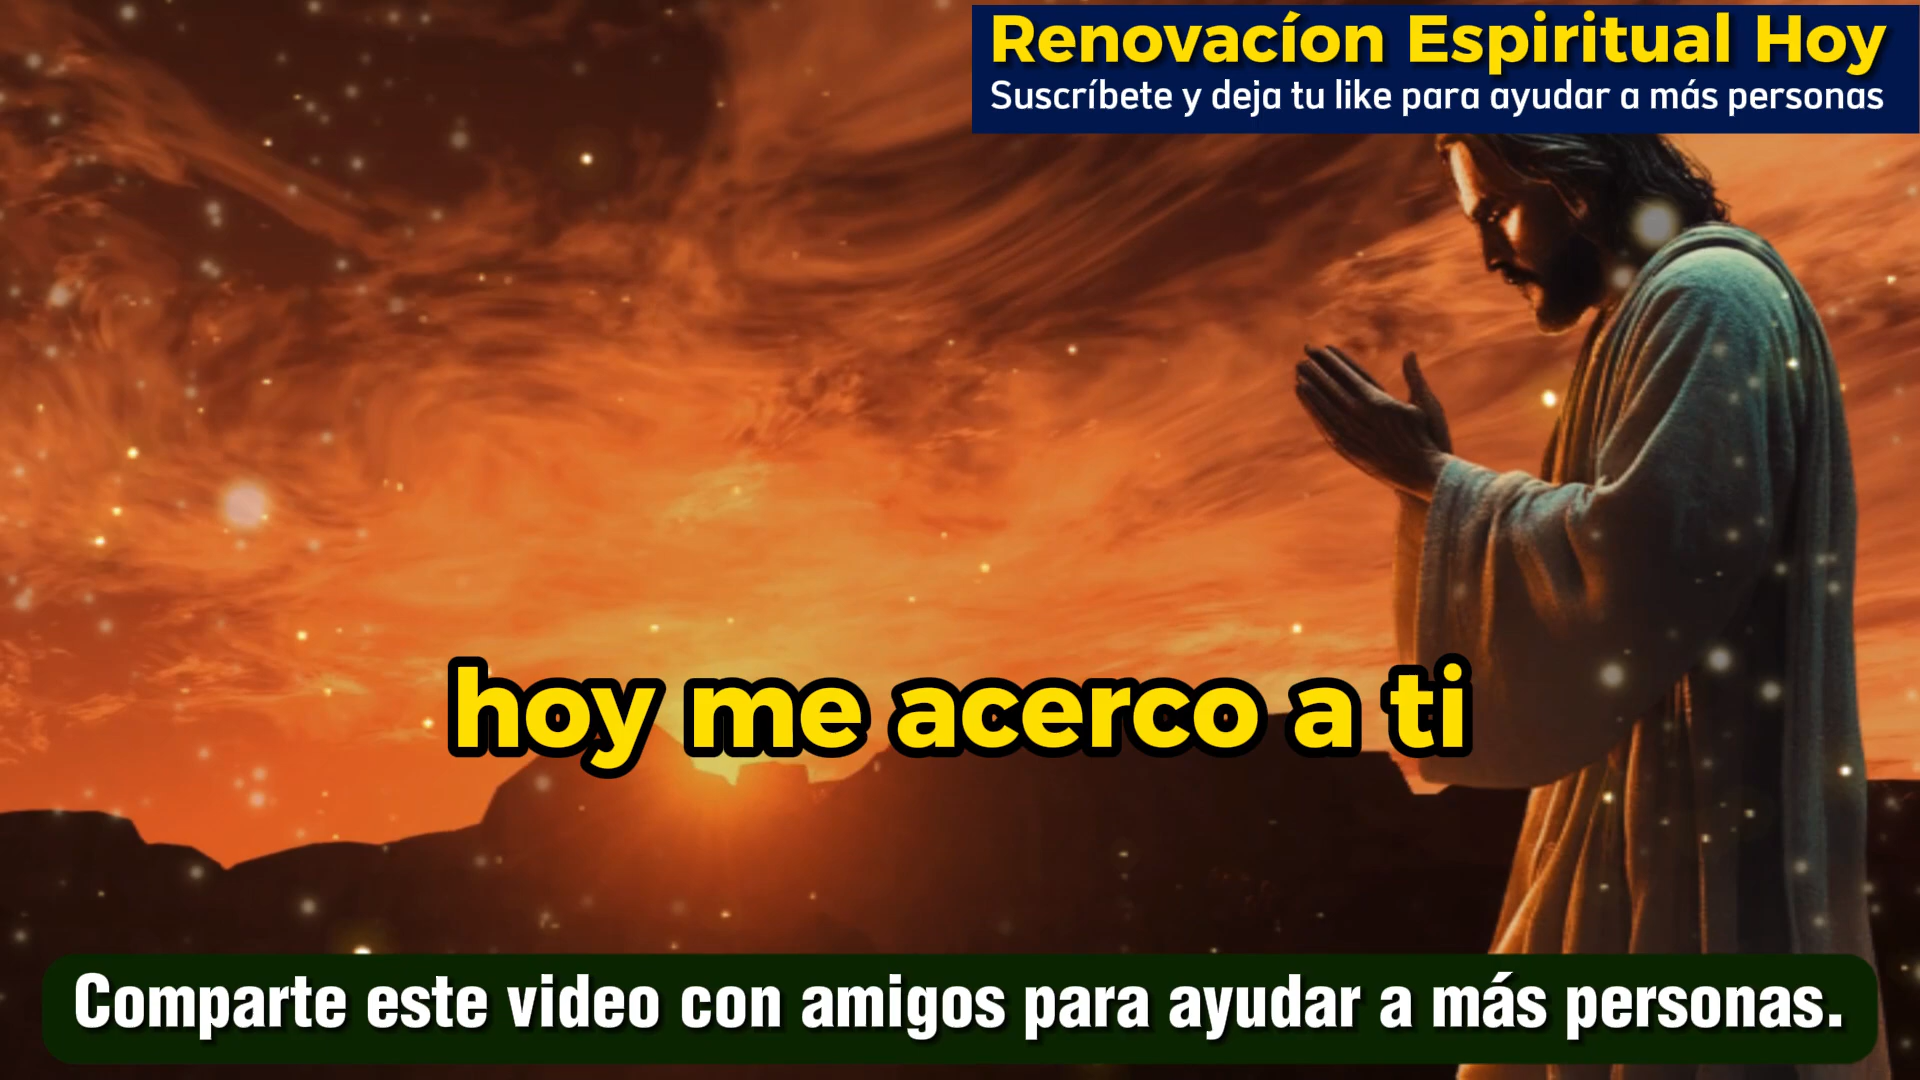 Renovacíon Espiritual Hoy
Suscríbete y deja tu like para ayudar a más personas
hoy me acerco a ti
Comparte este video con amigos para ayudar a más personas.